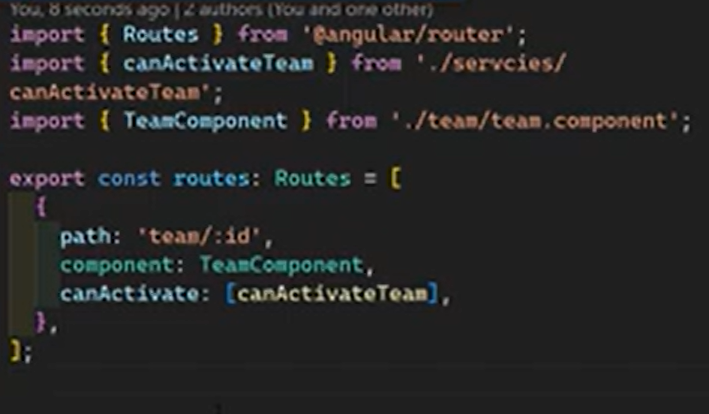 You, 8 seconds ago | 2 authors (You and one other)
import { Routes } from '@angular/router';
import { canActivateTeam } from './servcies/
canActivateTeam';
import { TeamComponent } from './team/team.component';
export const routes: Routes = [
{
path: 'team/:id',
component: TeamComponent,
canActivate: [canActivateTeam],
},
];